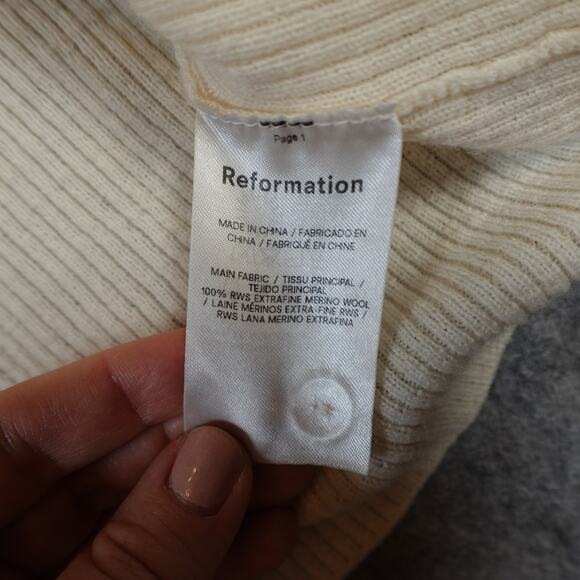 Page 1
Reformation
MADE IN CHINA / FABRICADO EN
CHINA / FABRIQUÉ EN CHINE
MAIN FABRIC / TISSU PRINCIPAL /
TEJIDO PRINCIPAL
100% RWS EXTRAFINE MERINO WOOL
/ LAINE MÉRINOS EXTRA-FINE RWS /
RWS LANA MERINO EXTRAFINA